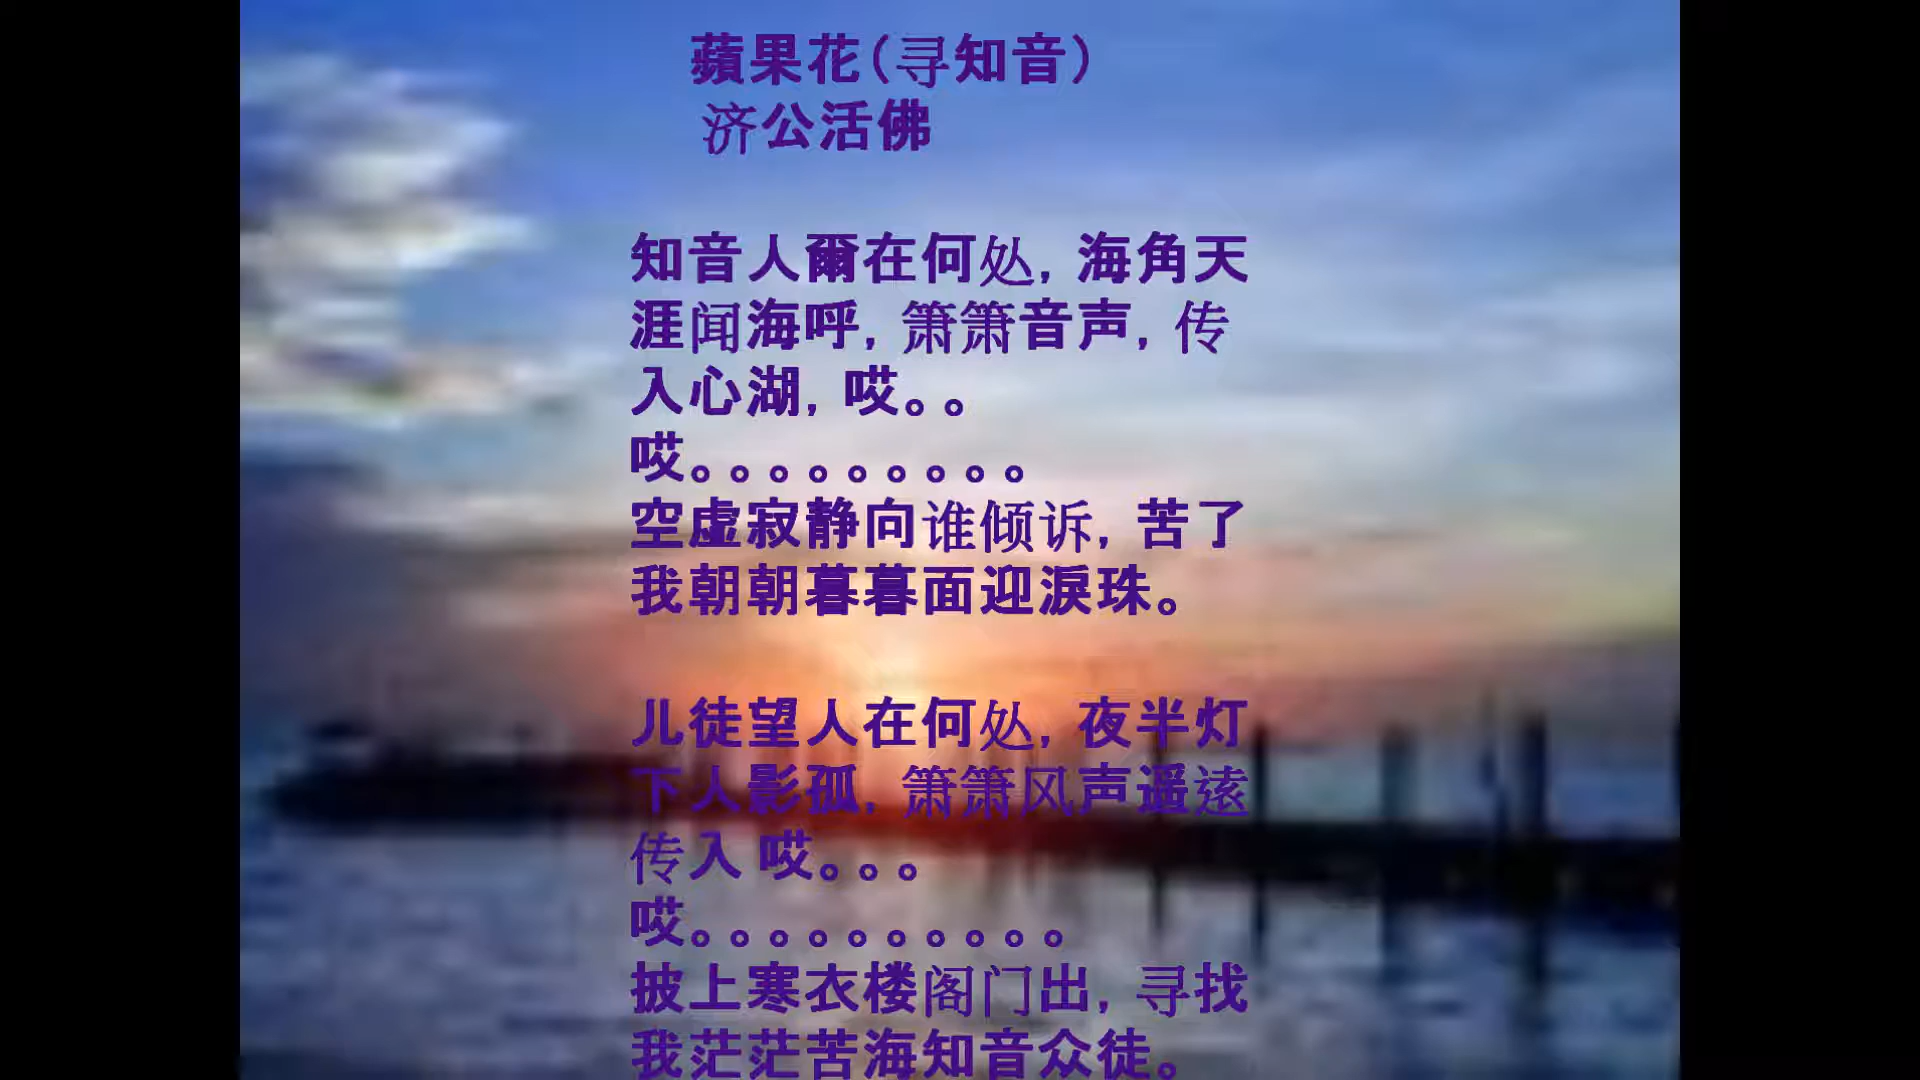 蘋果花(寻知音)
济公活佛
知音人爾在何处, 海角天
涯闻海呼, 箫箫音声, 传
入心湖, 哎。。
哎。。。。。。。。。
空虚寂静向谁倾诉, 苦了
我朝朝暮暮面迎淚珠。
儿徒望人在何处, 夜半灯
下人影孤, 箫箫风声遥逺
传入 哎。。。
哎。。。。。。。。。。
披上寒衣楼阁门出, 寻找
我茫茫苦海知音众徒。